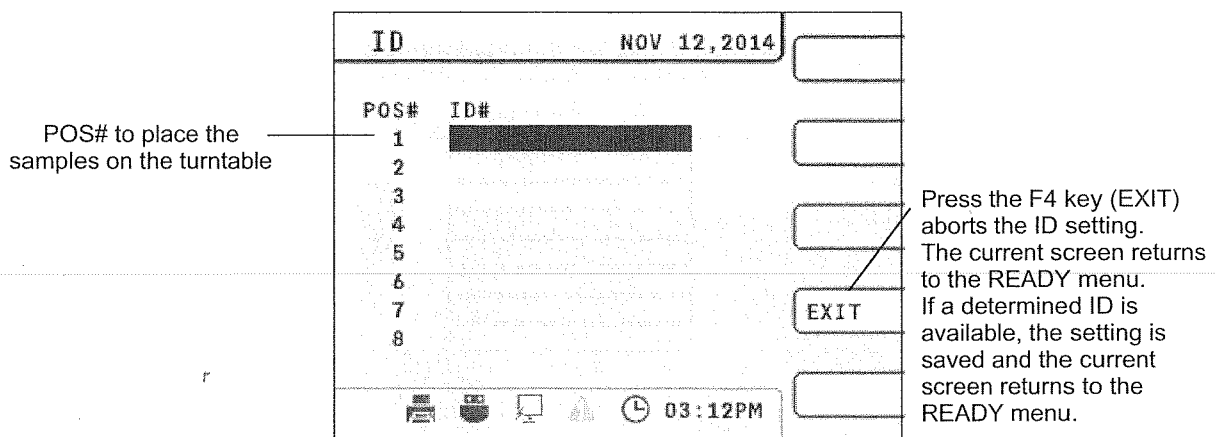 ID NOV 12,2014
POS# ID#
1
2
3
4
5
6
7
8
EXIT
03:12PM
POS# to place the
samples on the turntable
Press the F4 key (EXIT)
aborts the ID setting.
The current screen returns
to the READY menu.
If a determined ID is
available, the setting is
saved and the current
screen returns to the
READY menu.
r